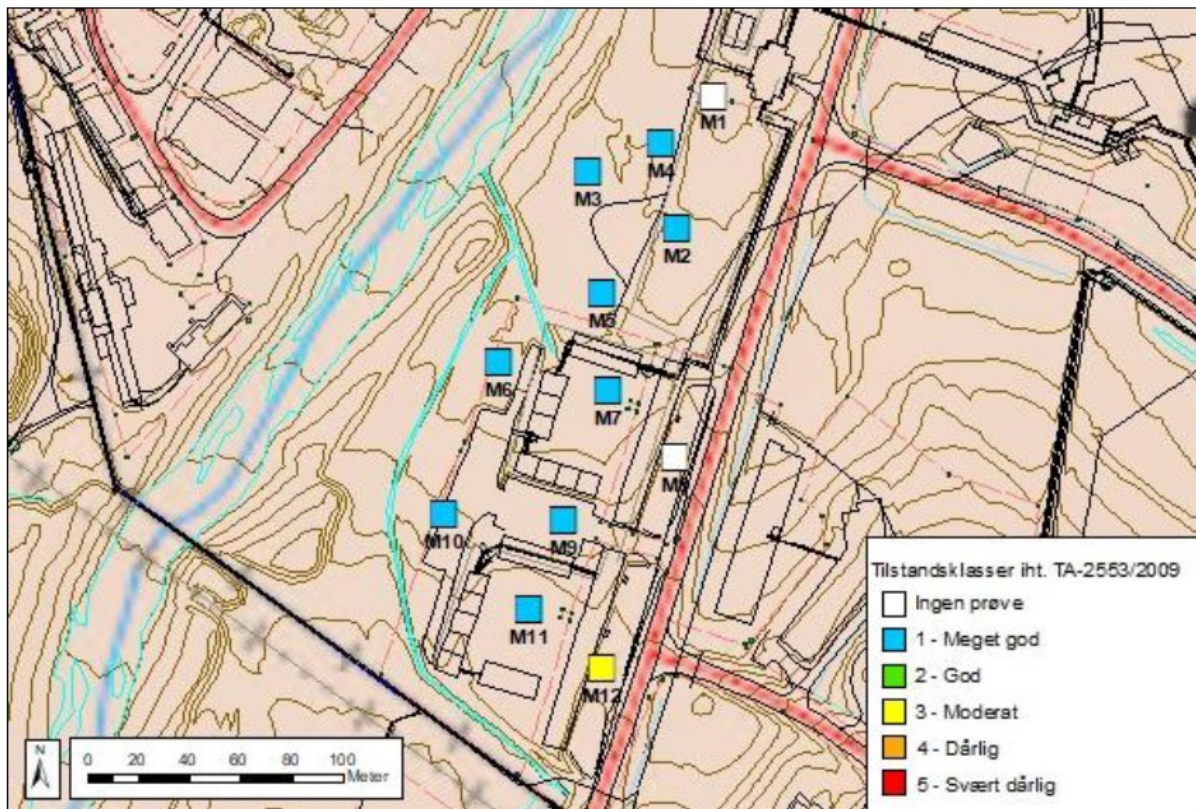 M1
M4
M3
M2
M5
M6
M7
M8
M10
M9
M11
M12
Tilstandsklasser iht. TA-2553/2009
Ingen prøve
1 - Meget god
2 - God
3 - Moderat
4 - Dårlig
5 - Svært dårlig
N
0 20 40 60 80 100
Meter